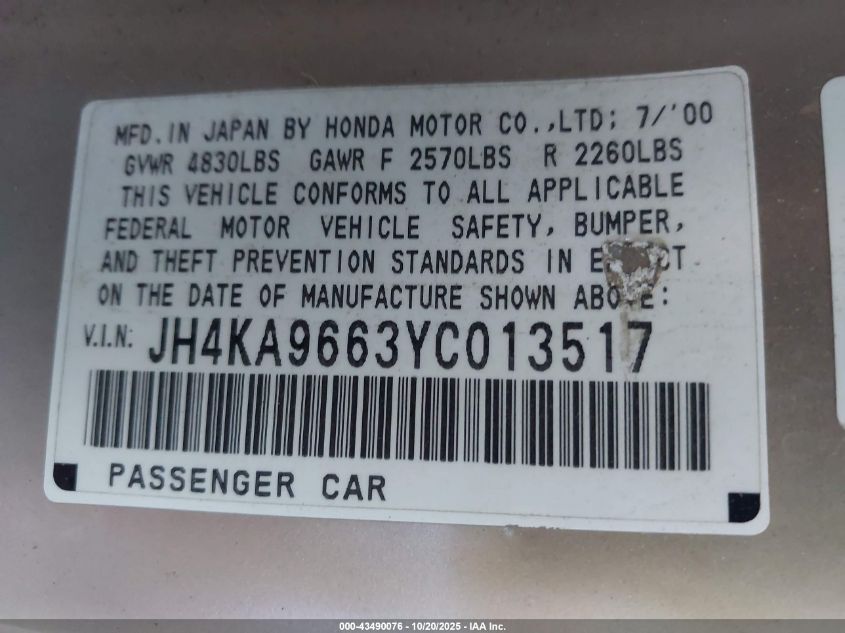 MFD. IN JAPAN BY HONDA MOTOR CO.,LTD; 7/'00
GVWR 4830LBS GAWR F 2570LBS R 2260LBS
THIS VEHICLE CONFORMS TO ALL APPLICABLE
FEDERAL MOTOR VEHICLE SAFETY, BUMPER,
AND THEFT PREVENTION STANDARDS IN
ON THE DATE OF MANUFACTURE SHOWN ABOVE:
V.I.N: JH4KA9663YC013517
PASSENGER CAR
000-43490076 - 10/20/2025 - IAA Inc.